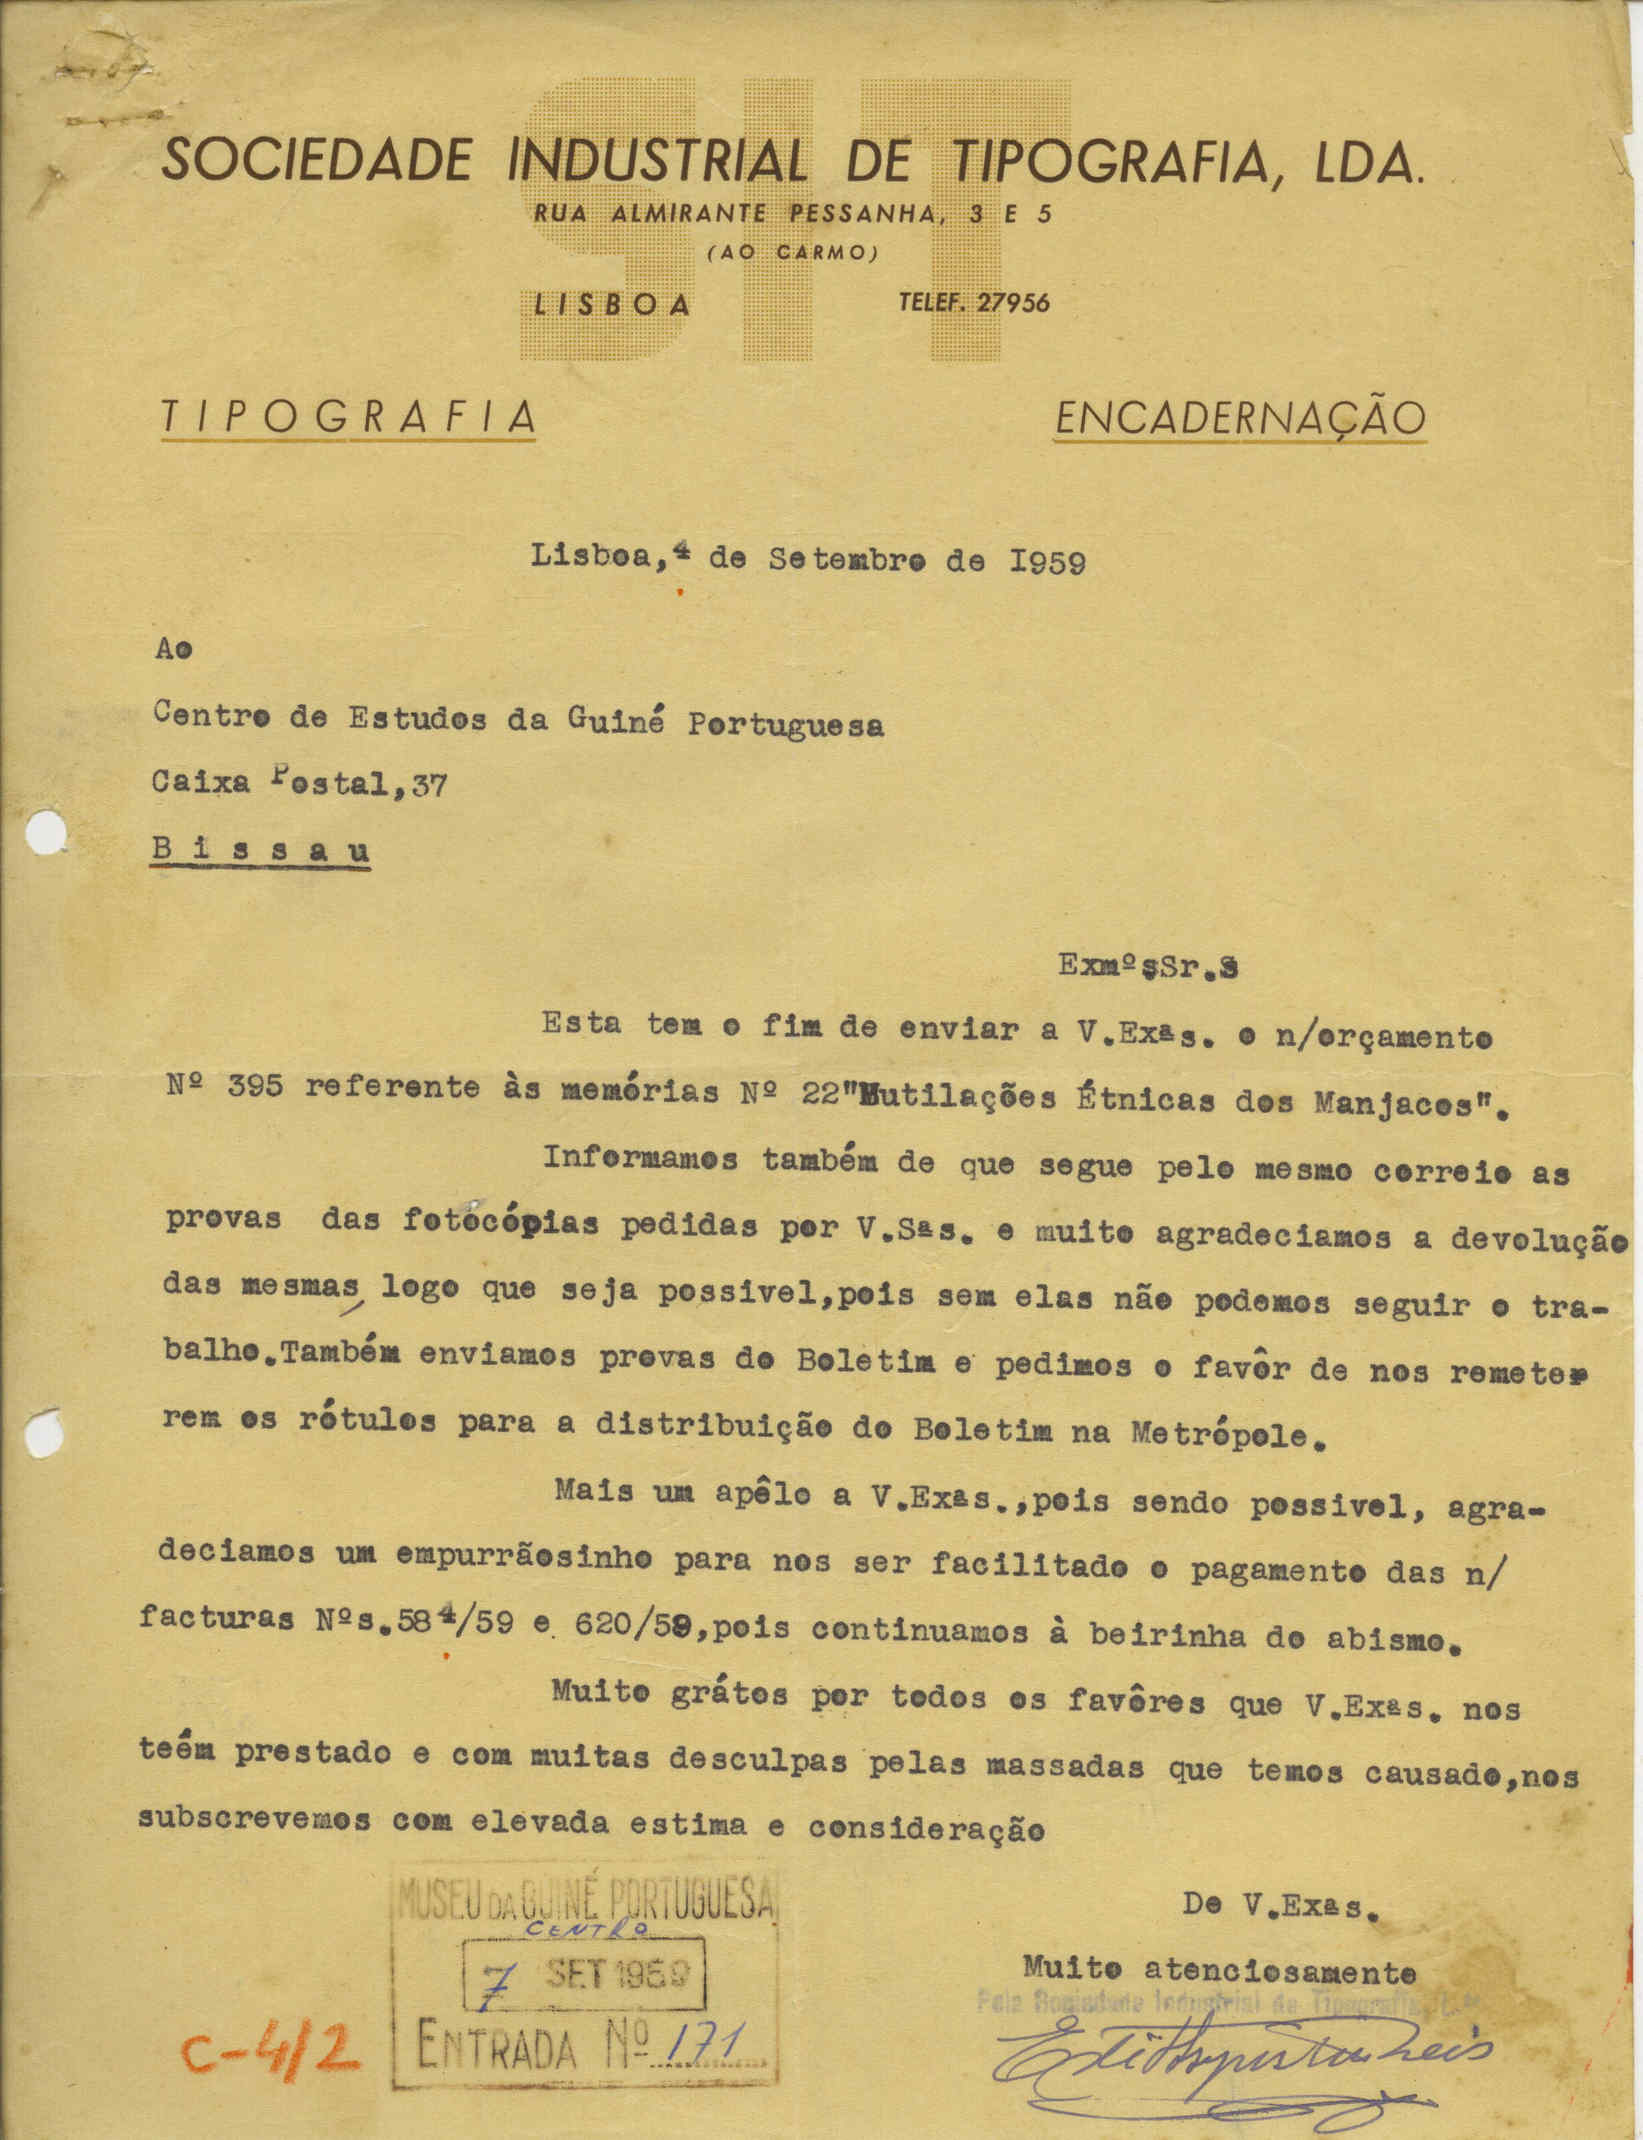 SIT
SOCIEDADE INDUSTRIAL DE TIPOGRAFIA, LDA.
RUA ALMIRANTE PESSANHA, 3 E 5
(AO CARMO)
LISBOA TELEF. 27956
TIPOGRAFIA ENCADERNAÇÃO
Lisboa,4 de Setembro de I959
Ao
Centro de Estudos da Guiné Portuguesa
Caixa Postal,37
B i s s a u
Exmºs.Sr.s
Esta tem o fim de enviar a V.Exªs. o n/orçamento
Nº 395 referente às memórias Nº 22"Mutilações Étnicas dos Manjacos".
Informamos também de que segue pelo mesmo correio as
provas das fotocópias pedidas por V.Sªs. e muito agradeciamos a devolução
das mesmas, logo que seja possivel,pois sem elas não podemos seguir o tra-
balho.Também enviamos provas do Boletim e pedimos o favôr de nos remete-
rem os rótulos para a distribuição do Boletim na Metrópole.
Mais um apêlo a V.Exªs.,pois sendo possivel, agra-
deciamos um empurrãosinho para nos ser facilitado o pagamento das n/
facturas Nºs.584/59 e 620/59,pois continuamos à beirinha do abismo.
Muito grátos por todos os favôres que V.Exªs. nos
teém prestado e com muitas desculpas pelas massadas que temos causado,nos
subscrevemos com elevada estima e consideração
De V.Exªs.
Muito atenciosamente
Pela Sociedade Industrial de Tipografia, L.da
MUSEU DA GUINÉ PORTUGUESA
CENTRO
7 SET 1959
ENTRADA Nº 171
C-4/2